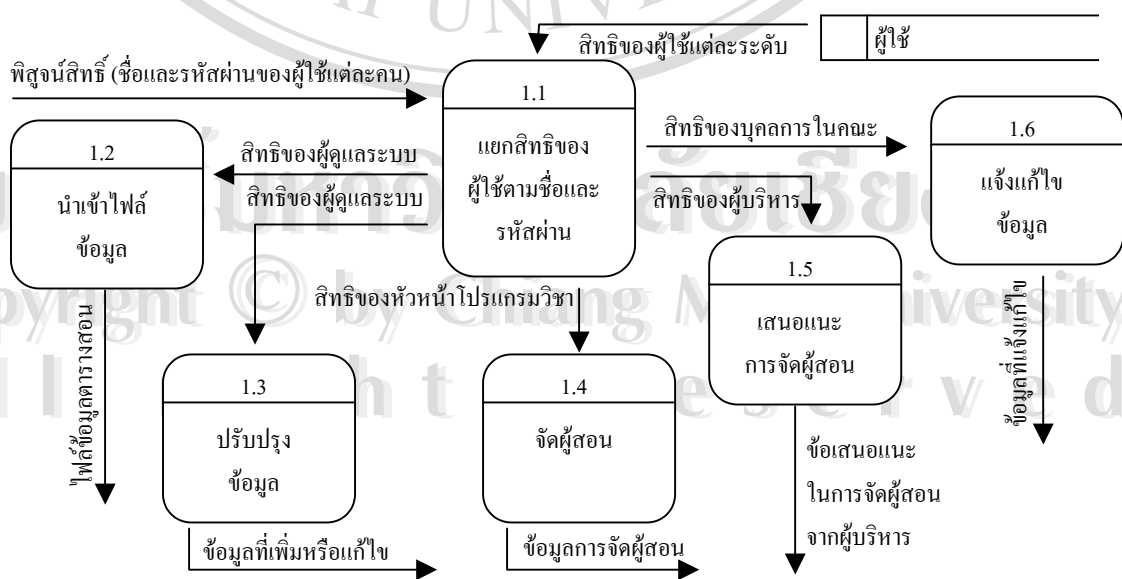 สิทธิของผู้ใช้แต่ละระดับ
ผู้ใช้
พิสูจน์สิทธิ์ (ชื่อและรหัสผ่านของผู้ใช้แต่ละคน)
1.1
แยกสิทธิของ
ผู้ใช้ตามชื่อและ
รหัสผ่าน
1.2
นำเข้าไฟล์
ข้อมูล
สิทธิของผู้ดูแลระบบ
สิทธิของผู้ดูแลระบบ
สิทธิของบุคลการในคณะ
สิทธิของผู้บริหาร
1.6
แจ้งแก้ไข
ข้อมูล
1.5
เสนอแนะ
การจัดผู้สอน
สิทธิของหัวหน้าโปรแกรมวิชา
1.3
ปรับปรุง
ข้อมูล
1.4
จัดผู้สอน
ไฟล์ข้อมูลตารางสอน
ข้อมูลที่แจ้งแก้ไข
ข้อเสนอแนะ
ในการจัดผู้สอน
จากผู้บริหาร
ข้อมูลที่เพิ่มหรือแก้ไข
ข้อมูลการจัดผู้สอน